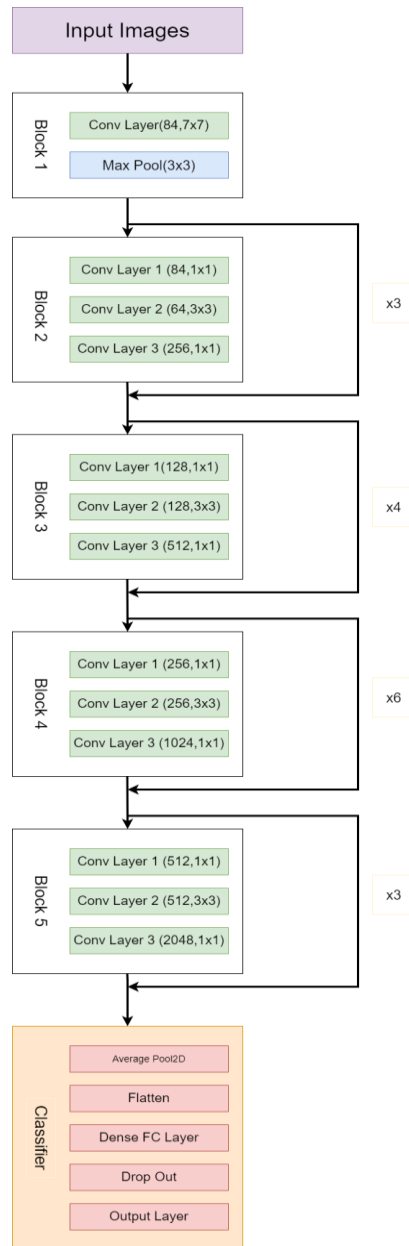 Input Images
Block 1
Conv Layer(84,7x7)
Max Pool(3x3)
Block 2
Conv Layer 1 (84,1x1)
Conv Layer 2 (64,3x3)
Conv Layer 3 (256,1x1)
x3
Block 3
Conv Layer 1(128,1x1)
Conv Layer 2 (128,3x3)
Conv Layer 3 (512,1x1)
x4
Block 4
Conv Layer 1 (256,1x1)
Conv Layer 2 (256,3x3)
Conv Layer 3 (1024,1x1)
x6
Block 5
Conv Layer 1 (512,1x1)
Conv Layer 2 (512,3x3)
Conv Layer 3 (2048,1x1)
x3
Classifier
Average Pool2D
Flatten
Dense FC Layer
Drop Out
Output Layer